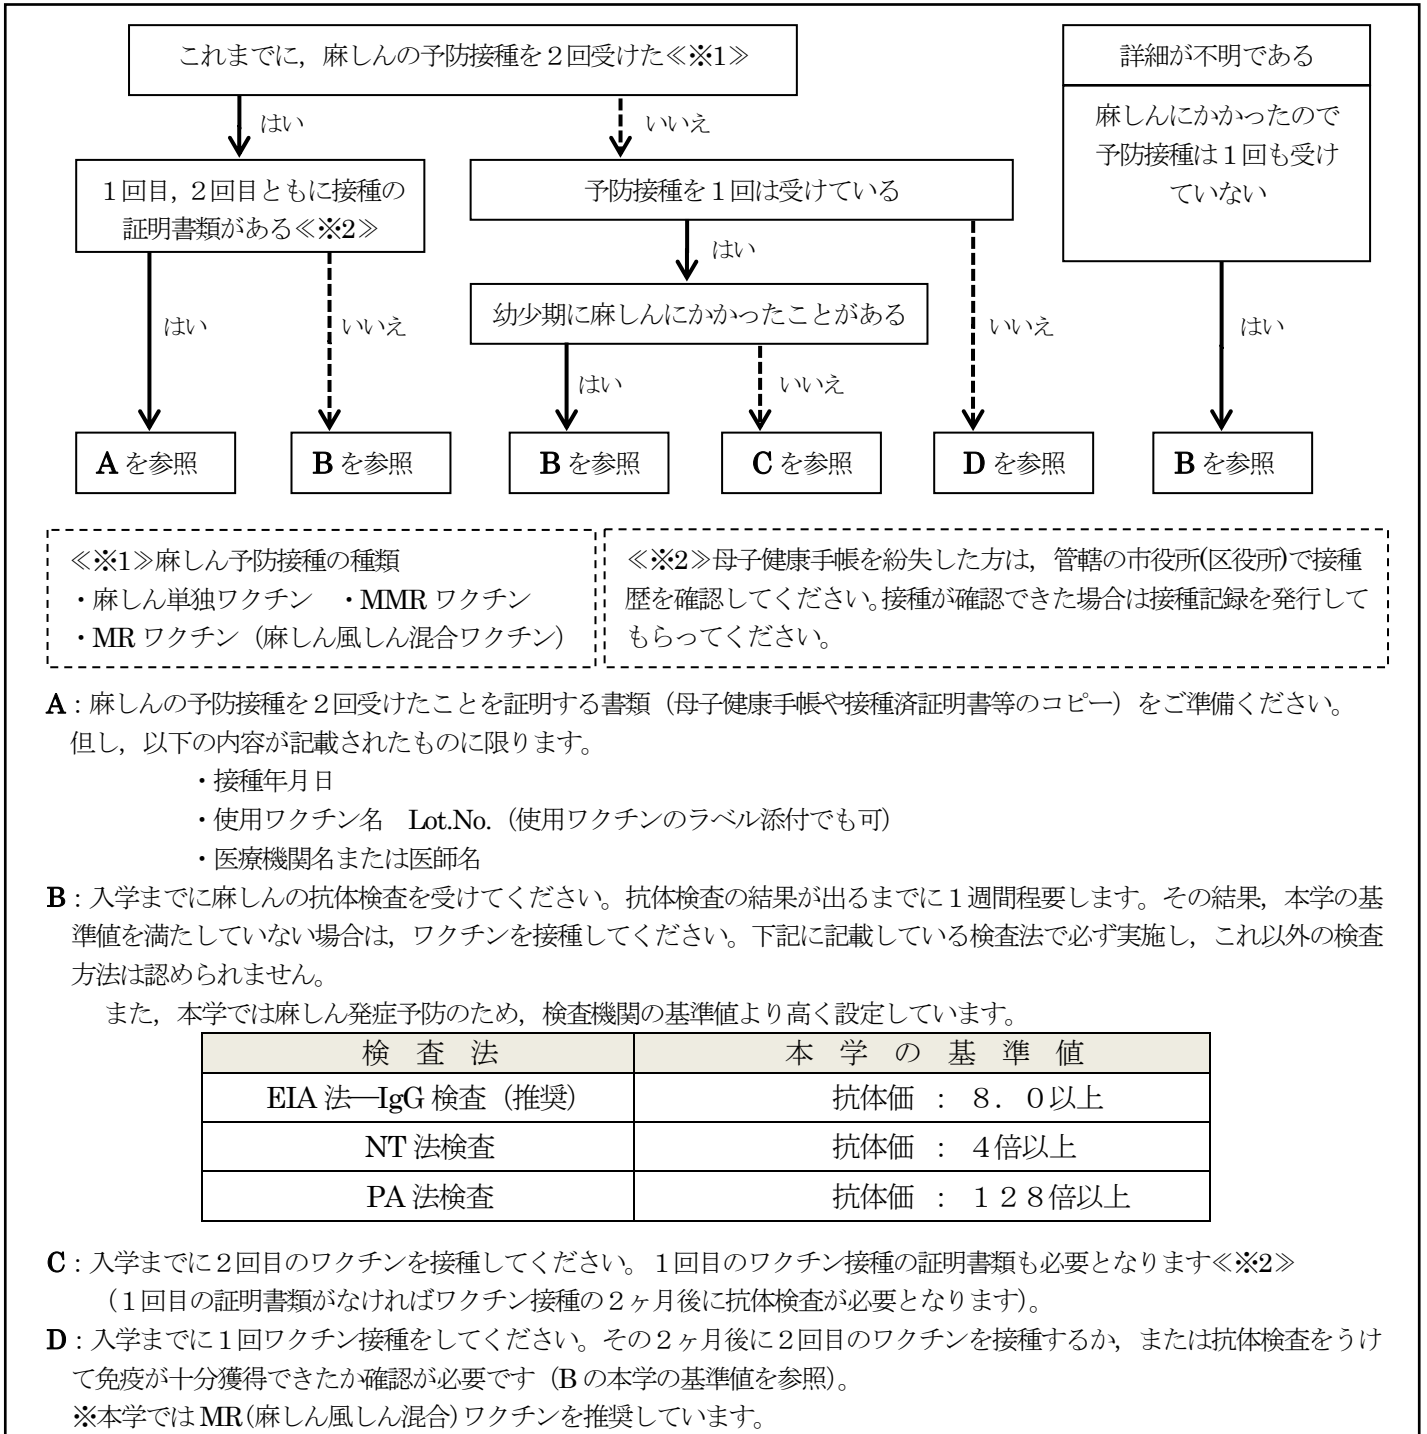 これまでに，麻しんの予防接種を２回受けた≪※1≫
はい
いいえ
１回目，２回目ともに接種の
証明書類がある≪※2≫
はい
いいえ
予防接種を１回は受けている
はい
いいえ
幼少期に麻しんにかかったことがある
はい
いいえ
詳細が不明である
麻しんにかかったので
予防接種は１回も受け
ていない
はい
A を参照
B を参照
B を参照
C を参照
D を参照
B を参照
≪※1≫麻しん予防接種の種類
・麻しん単独ワクチン　・MMR ワクチン
・MR ワクチン（麻しん風しん混合ワクチン）
≪※2≫母子健康手帳を紛失した方は，管轄の市役所(区役所)で接種
歴を確認してください。接種が確認できた場合は接種記録を発行して
もらってください。
A：麻しんの予防接種を２回受けたことを証明する書類（母子健康手帳や接種済証明書等のコピー）をご準備ください。
但し，以下の内容が記載されたものに限ります。
・接種年月日
・使用ワクチン名　Lot.No.（使用ワクチンのラベル添付でも可）
・医療機関名または医師名
B：入学までに麻しんの抗体検査を受けてください。抗体検査の結果が出るまでに１週間程要します。その結果，本学の基
準値を満たしていない場合は，ワクチンを接種してください。下記に記載している検査法で必ず実施し，これ以外の検査
方法は認められません。
また，本学では麻しん発症予防のため，検査機関の基準値より高く設定しています。
検　査　法　本　学　の　基　準　値
EIA 法―IgG 検査（推奨）　抗体価　：　８．０以上
NT 法検査　抗体価　：　４倍以上
PA 法検査　抗体価　：　１２８倍以上
C：入学までに２回目のワクチンを接種してください。１回目のワクチン接種の証明書類も必要となります≪※2≫
（１回目の証明書類がなければワクチン接種の２ヶ月後に抗体検査が必要となります）。
D：入学までに１回ワクチン接種をしてください。その２ヶ月後に２回目のワクチンを接種するか，または抗体検査をうけ
て免疫が十分獲得できたか確認が必要です（B の本学の基準値を参照）。
※本学では MR(麻しん風しん混合)ワクチンを推奨しています。